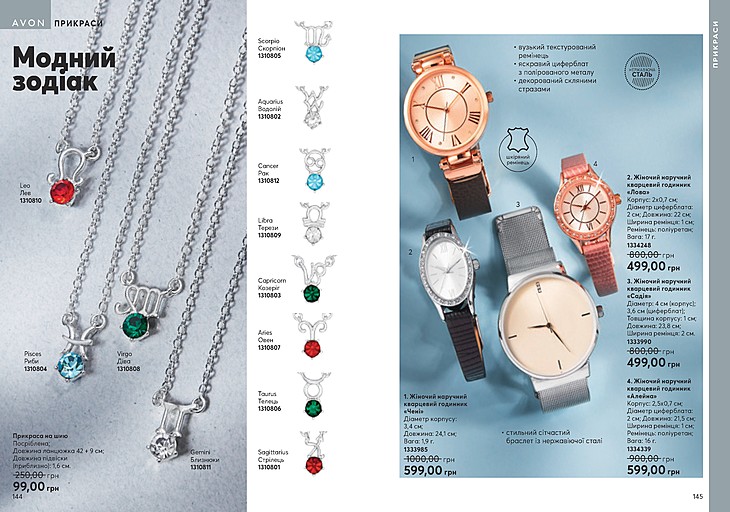 AVON ПРИКРАСИ
Модний
зодіак
Leo
Лев
1310810
Pisces
Риби
1310804
Virgo
Діва
1310808
Gemini
Близнюки
1310811
Прикраса на шию
Посріблена;
Довжина ланцюжка 42 + 9 см;
Довжина підвіски
(приблизно): 1,6 см.
250,00 грн
99,00 грн
144
Scorpio
Скорпіон
1310805
Aquarius
Водолій
1310802
Cancer
Рак
1310812
Libra
Терези
1310809
Capricorn
Козеріг
1310803
Aries
Овен
1310807
Taurus
Телець
1310806
Sagittarius
Стрілець
1310801
• вузький текстурований
ремінець
• яскравий циферблат
з полірованого металу
• декорований скляними
стразами
СТАЛЬ
шкіряний
ремінець
1
2
3
4
1. Жіночий наручний
кварцевий годинник
«Чені»
Діаметр корпусу:
3,4 см;
Довжина: 24,1 см;
Вага: 1,9 г.
1333985
1000,00 грн
599,00 грн
• стильний сітчастий
браслет із нержавіючої сталі
2. Жіночий наручний
кварцевий годинник
«Лова»
Корпус: 2х0,7 см;
Діаметр циферблата:
2 см; Довжина: 22 см;
Ширина ремінця: 1 см;
Ремінець: поліуретан;
Вага: 17 г.
1334248
800,00 грн
499,00 грн
3. Жіночий наручний
кварцевий годинник
«Садія»
Діаметр: 4 см (корпус);
3,6 см (циферблат);
Товщина корпусу: 1 см;
Довжина: 23,8 см;
Ширина ремінця: 2 см.
1333990
800,00 грн
499,00 грн
4. Жіночий наручний
кварцевий годинник
«Алейна»
Корпус: 2,5х0,7 см;
Діаметр циферблата:
2 см; Довжина: 21,5 см;
Ширина ремінця: 1 см;
Ремінець: поліуретан;
Вага: 16 г.
1334339
900,00 грн
599,00 грн
ПРИКРАСИ
145